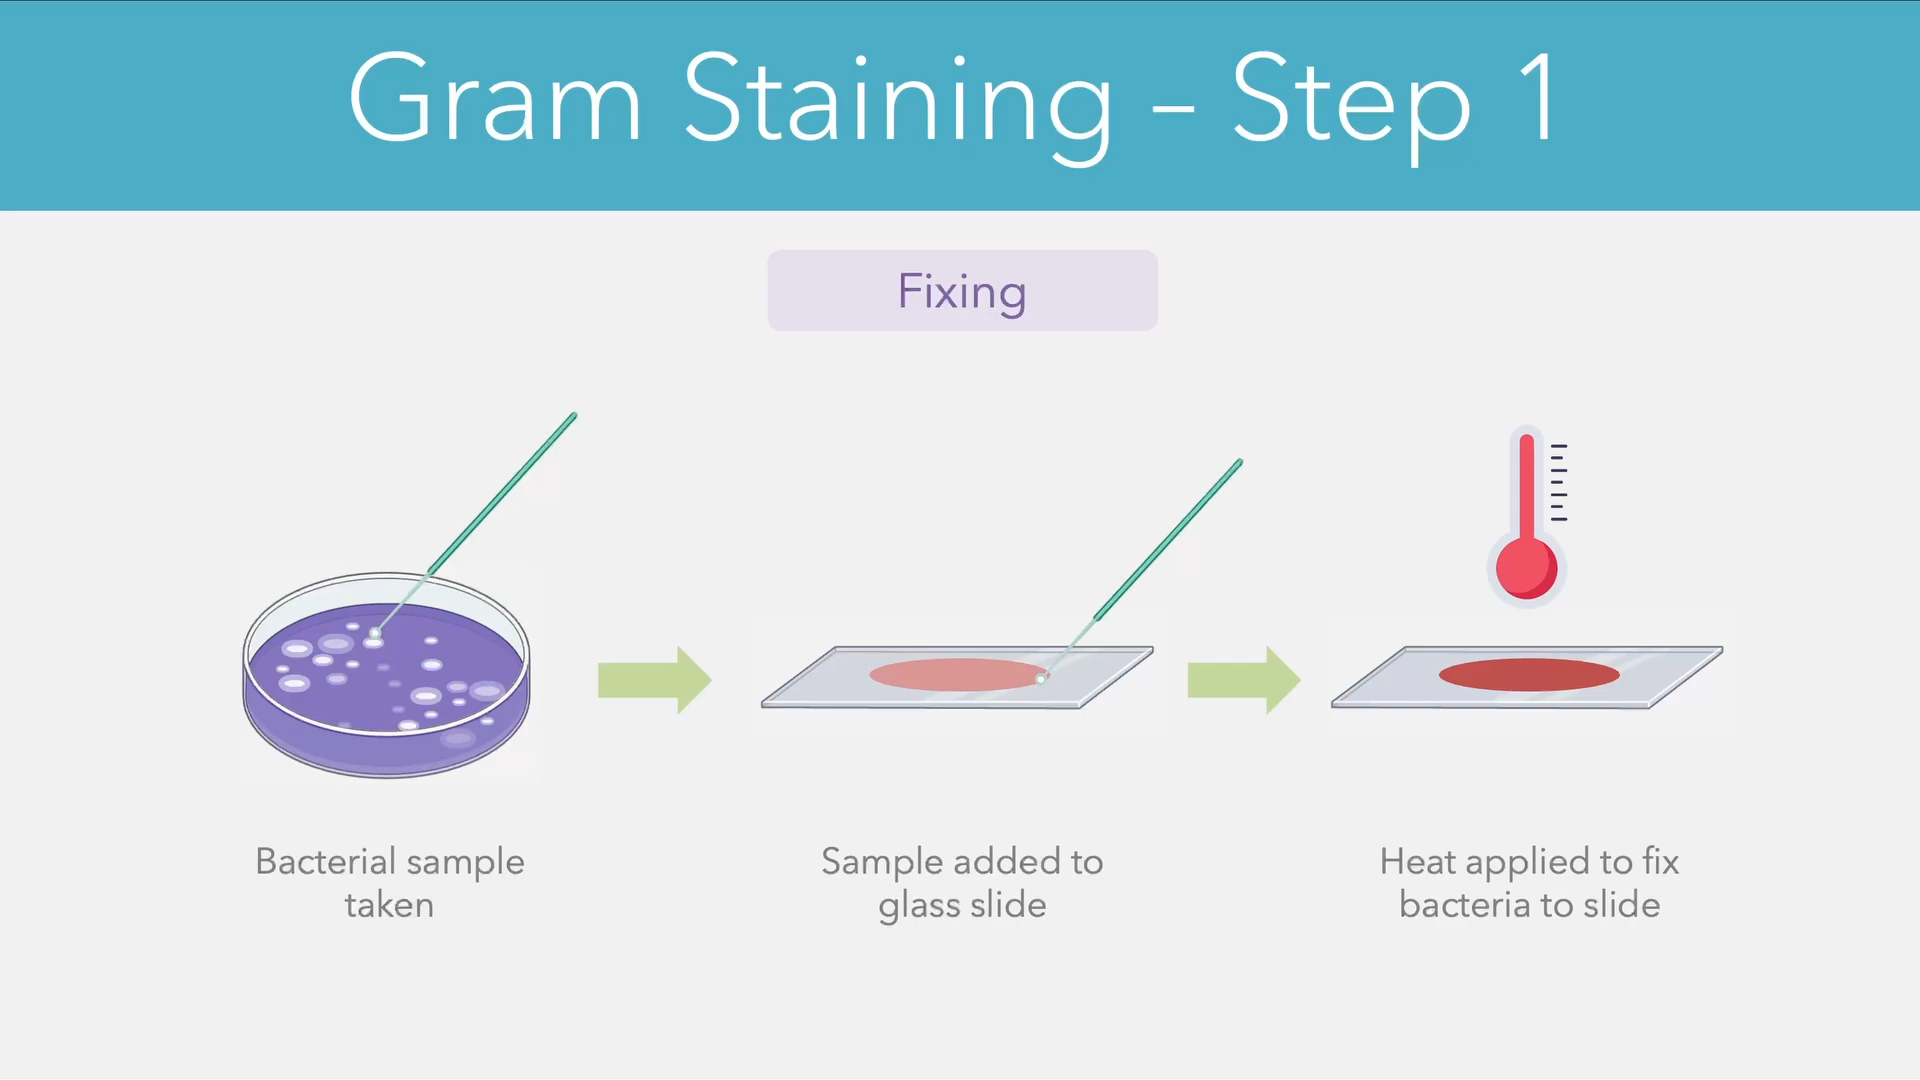 Gram Staining – Step 1
Fixing
Bacterial sample
taken
Sample added to
glass slide
Heat applied to fix
bacteria to slide